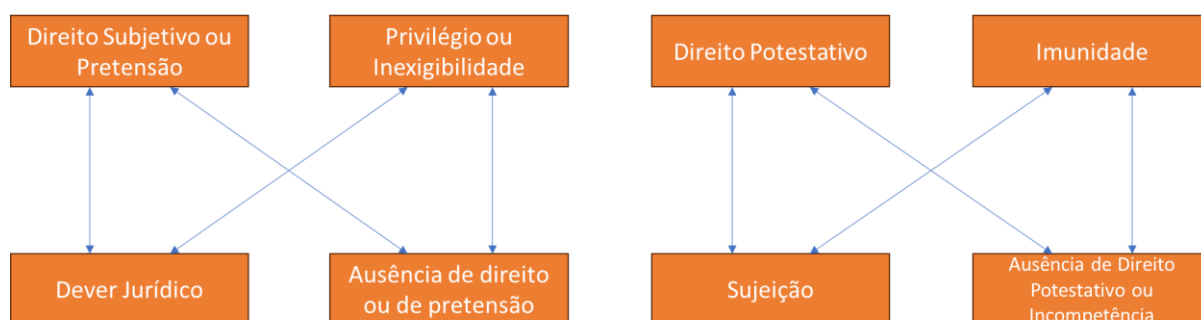 Direito Subjetivo ou
Pretensão
Privilégio ou
Inexigibilidade
Direito Potestativo
Imunidade
Dever Jurídico
Ausência de direito
ou de pretensão
Sujeição
Ausência de Direito
Potestativo ou
Incompetência